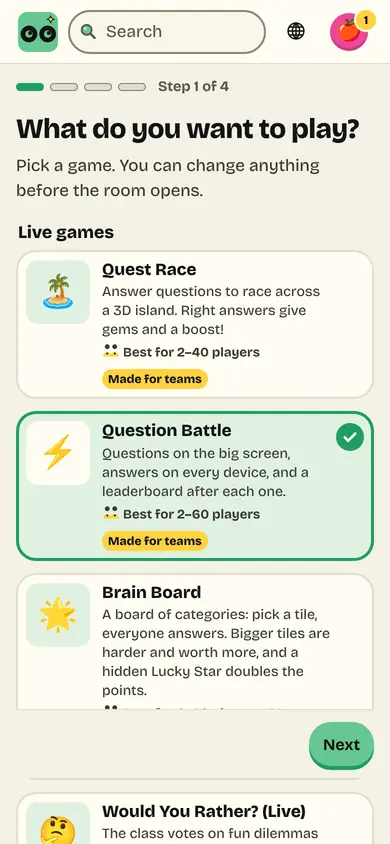 Search
1
Step 1 of 4
What do you want to play?
Pick a game. You can change anything
before the room opens.
Live games
Quest Race
Answer questions to race across
a 3D island. Right answers give
gems and a boost!
Best for 2–40 players
Made for teams
Question Battle
Questions on the big screen,
answers on every device, and a
leaderboard after each one.
Best for 2–60 players
Made for teams
Brain Board
A board of categories: pick a tile,
everyone answers. Bigger tiles are
harder and worth more, and a
hidden Lucky Star doubles the
points.
Next
Would You Rather? (Live)
The class votes on fun dilemmas